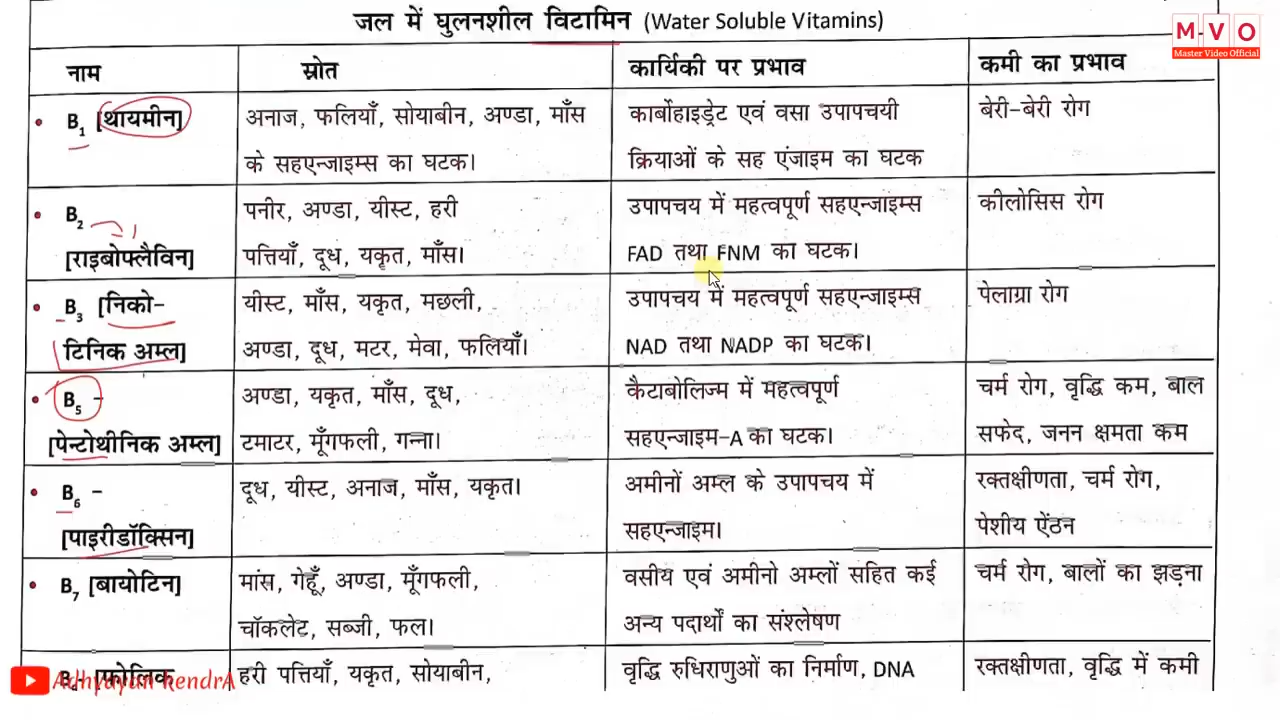 जल में घुलनशील विटामिन (Water Soluble Vitamins)
M-V-O
Master Video Official
नाम स्रोत कार्यिकी पर प्रभाव कमी का प्रभाव
B1 [थायमीन] अनाज, फलियाँ, सोयाबीन, अण्डा, माँस कार्बोहाइड्रेट एवं वसा उपापचयी बेरी-बेरी रोग
के सहएन्जाइम्स का घटक। क्रियाओं के सह एंजाइम का घटक
B2 पनीर, अण्डा, यीस्ट, हरी उपापचय में महत्वपूर्ण सहएन्जाइम्स कीलोसिस रोग
[राइबोफ्लैविन] पत्तियाँ, दूध, यकृत, माँस। FAD तथा FNM का घटक।
B3 [निको- यीस्ट, माँस, यकृत, मछली, उपापचय में महत्वपूर्ण सहएन्जाइम्स पेलाग्रा रोग
टिनिक अम्ल] अण्डा, दूध, मटर, मेवा, फलियाँ। NAD तथा NADP का घटक।
B5 - अण्डा, यकृत, माँस, दूध, कैटाबोलिज्म में महत्वपूर्ण चर्म रोग, वृद्धि कम, बाल
[पेन्टोथीनिक अम्ल] टमाटर, मूँगफली, गन्ना। सहएन्जाइम-A का घटक। सफेद, जनन क्षमता कम
B6 - दूध, यीस्ट, अनाज, माँस, यकृत। अमीनों अम्ल के उपापचय में रक्तक्षीणता, चर्म रोग,
[पाइरीडॉक्सिन] सहएन्जाइम। पेशीय ऐंठन
B7 [बायोटिन] मांस, गेहूँ, अण्डा, मूँगफली, वसीय एवं अमीनो अम्लों सहित कई चर्म रोग, बालों का झड़ना
चॉकलेट, सब्जी, फल। अन्य पदार्थों का संश्लेषण
[फोलिक हरी पत्तियाँ, यकृत, सोयाबीन, वृद्धि रुधिराणुओं का निर्माण, DNA रक्तक्षीणता, वृद्धि में कमी
Adhyayan KendrA